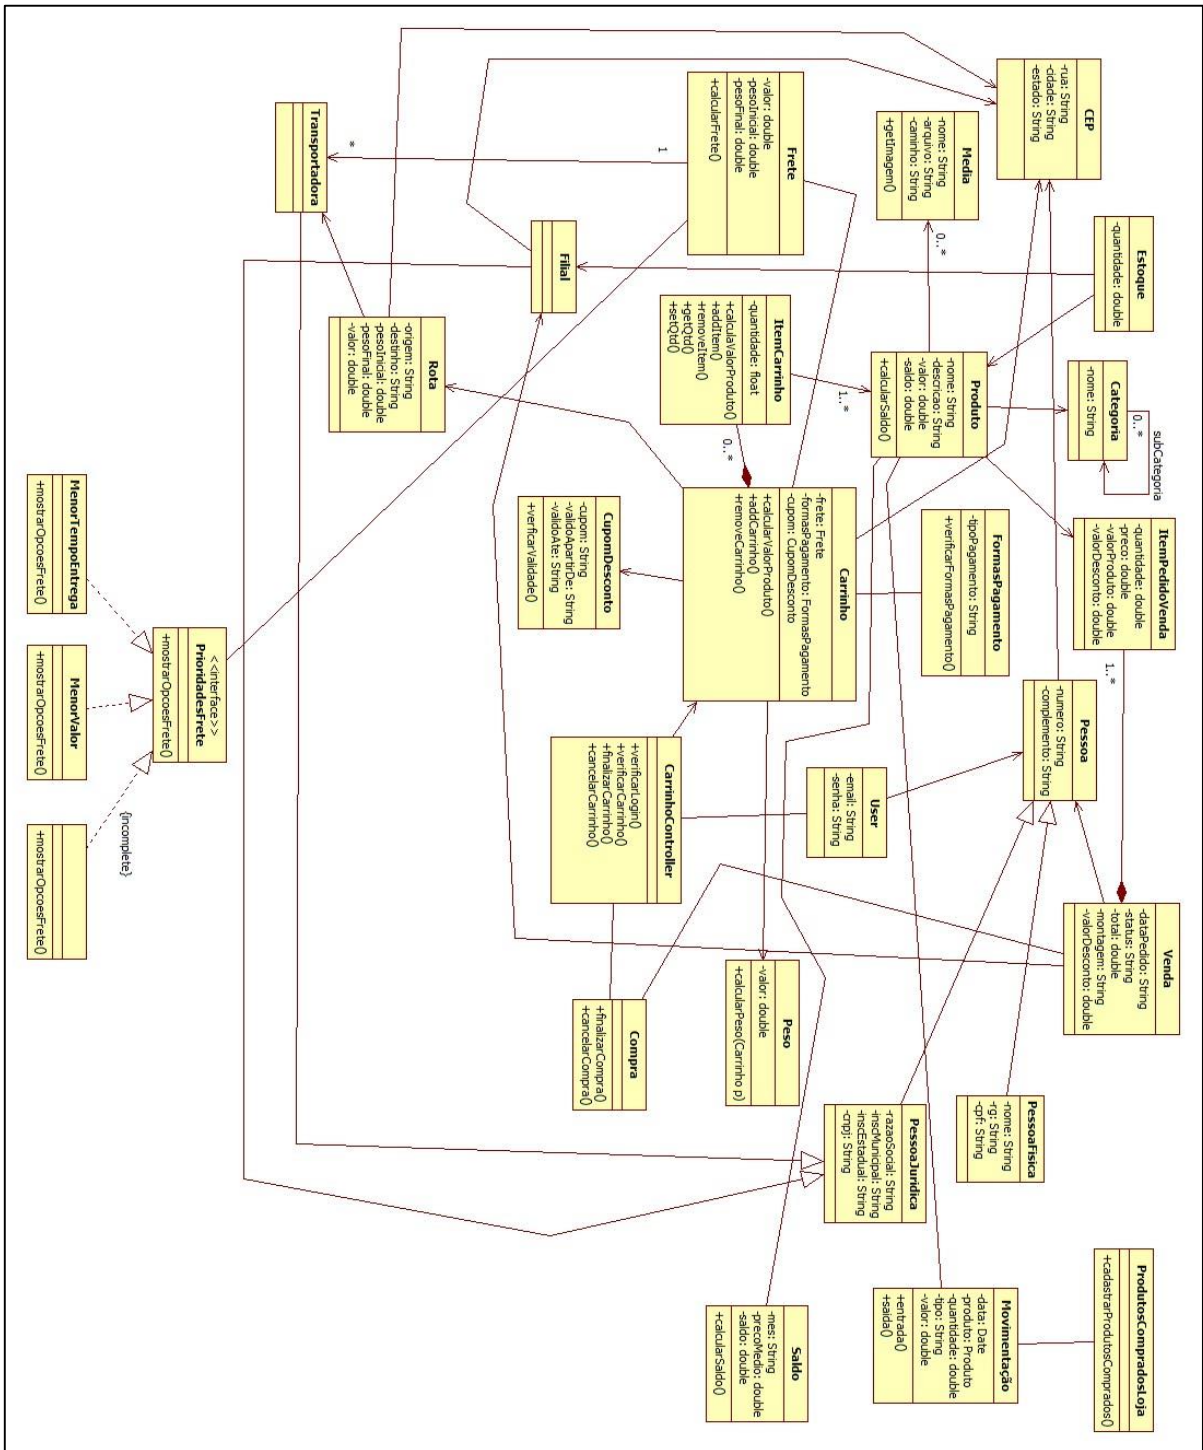 CEP
-rua: String
-cidade: String
-estado: String
Estoque
-quantidade: double
Categoria
-nome: String
0..*
subCategoria
ItemPedidoVenda
-quantidade: double
-preco: double
-valorProduto: double
-valorDesconto: double
1..*
Venda
-dataPedido: String
-status: String
-total: double
-montagem: String
-valorDesconto: double
ProdutosCompradosLoja
+cadastrarProdutosComprados()
Pessoa
-numero: String
-complemento: String
PessoaFisica
-nome: String
-rg: String
-cpf: String
Media
-nome: String
-arquivo: String
-caminho: String
+getImagem()
0..*
Produto
-nome: String
-descricao: String
-valor: double
-saldo: double
+calcularSaldo()
1..*
FormasPagamento
-tipoPagamento: String
+verificarFormasPagamento()
User
-email: String
-senha: String
PessoaJuridica
-razaoSocial: String
-inscMunicipal: String
-inscEstadual: String
-cnpj: String
Movimentação
-data: Date
-produto: Produto
-quantidade: double
-tipo: String
-valor: double
+entrada()
+saida()
Frete
-valor: double
-pesoInicial: double
-pesoFinal: double
+calcularFrete()
1
*
ItemCarrinho
-quantidade: float
+calculaValorProduto()
+addItem()
+removeItem()
+getQtd()
+setQtd()
0..*
Carrinho
-frete: Frete
-formasPagamento: FormasPagamento
-cupom: CupomDesconto
+calcularValorProduto()
+addCarrinho()
+removeCarrinho()
Peso
-valor: double
+calcularPeso(Carrinho p)
Saldo
-mes: String
-precoMedio: double
-saldo: double
+calcularSaldo()
CarrinhoController
+verificarLogin()
+verificarCarrinho()
+finalizarCarrinho()
+cancelarCarrinho()
CupomDesconto
-cupom: String
-validoApartirDe: String
-validoAte: String
+verficarValidade()
Compra
+finalizarCompra()
+cancelarCompra()
Filial
Rota
-origem: String
-destinho: String
-pesoInicial: double
-pesoFinal: double
-valor: double
Transportadora
<<interface>>
PrioridadesFrete
+mostrarOpcoesFrete()
{incomplete}
MenorTempoEntrega
+mostrarOpcoesFrete()
MenorValor
+mostrarOpcoesFrete()
+mostrarOpcoesFrete()